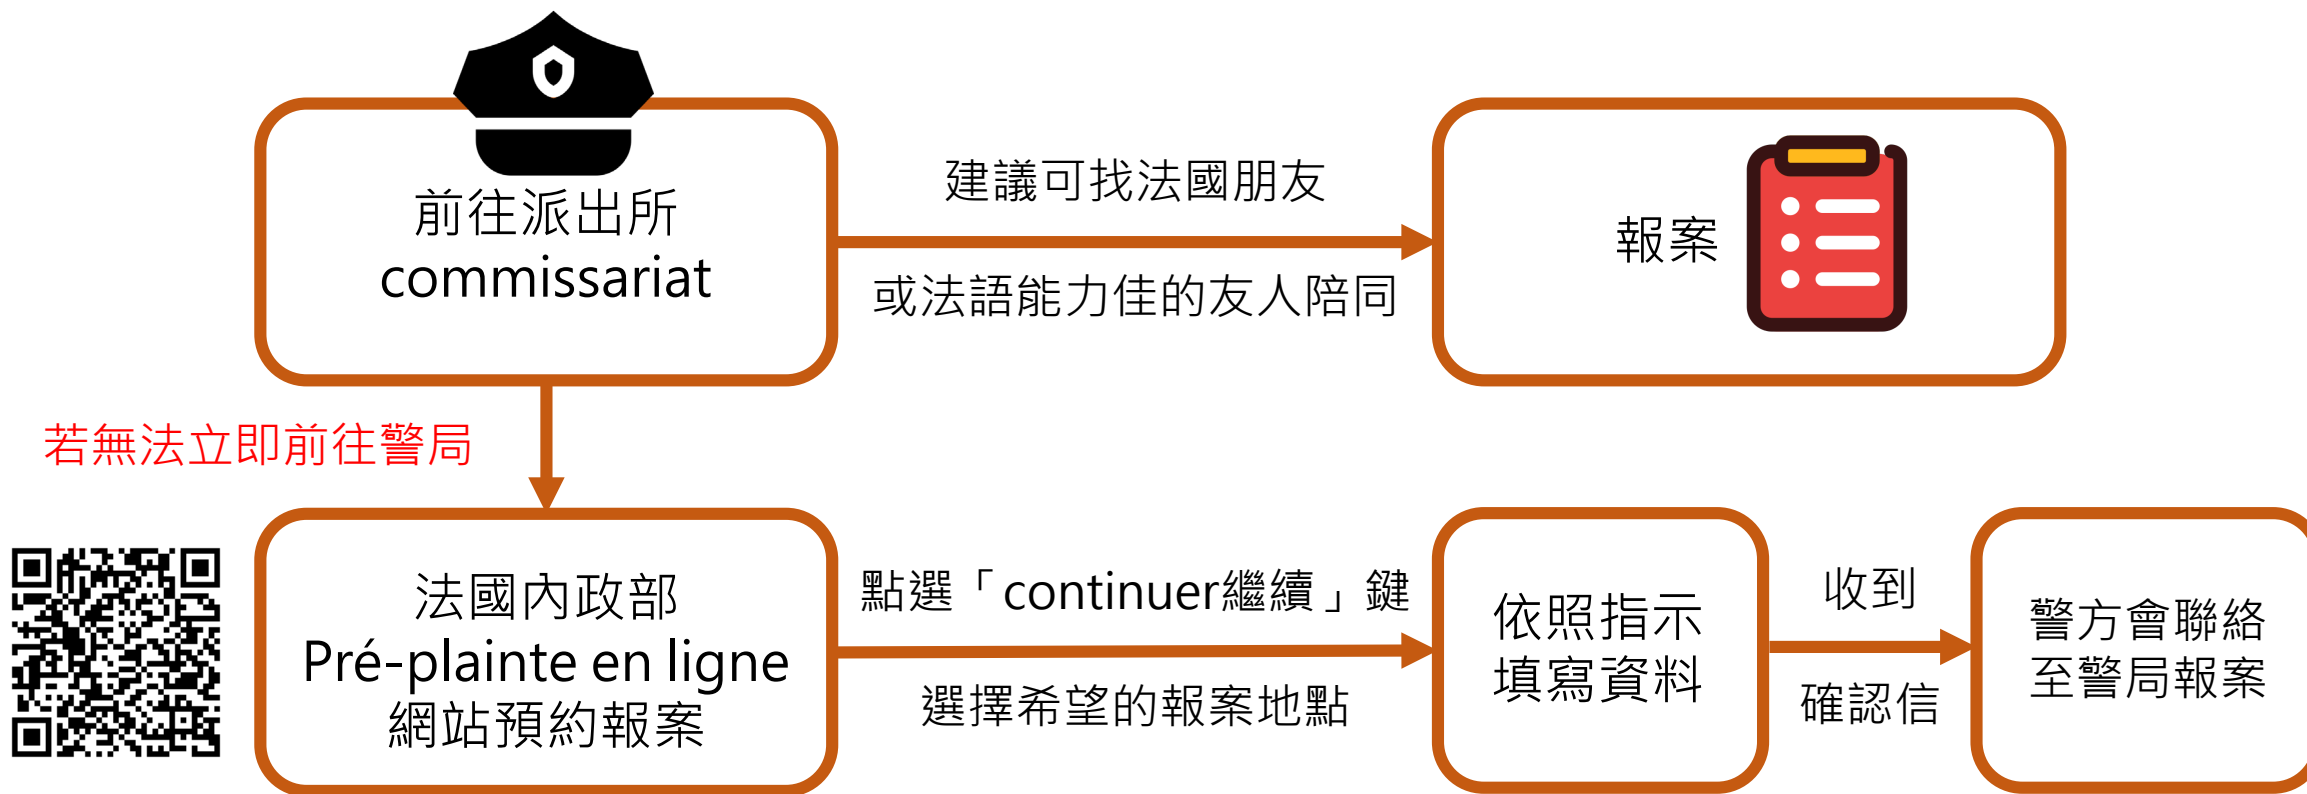 前往派出所
commissariat
建議可找法國朋友
或法語能力佳的友人陪同
報案
若無法立即前往警局
法國內政部
Pré-plainte en ligne
網站預約報案
點選「continuer繼續」鍵
選擇希望的報案地點
依照指示
填寫資料
收到
確認信
警方會聯絡
至警局報案